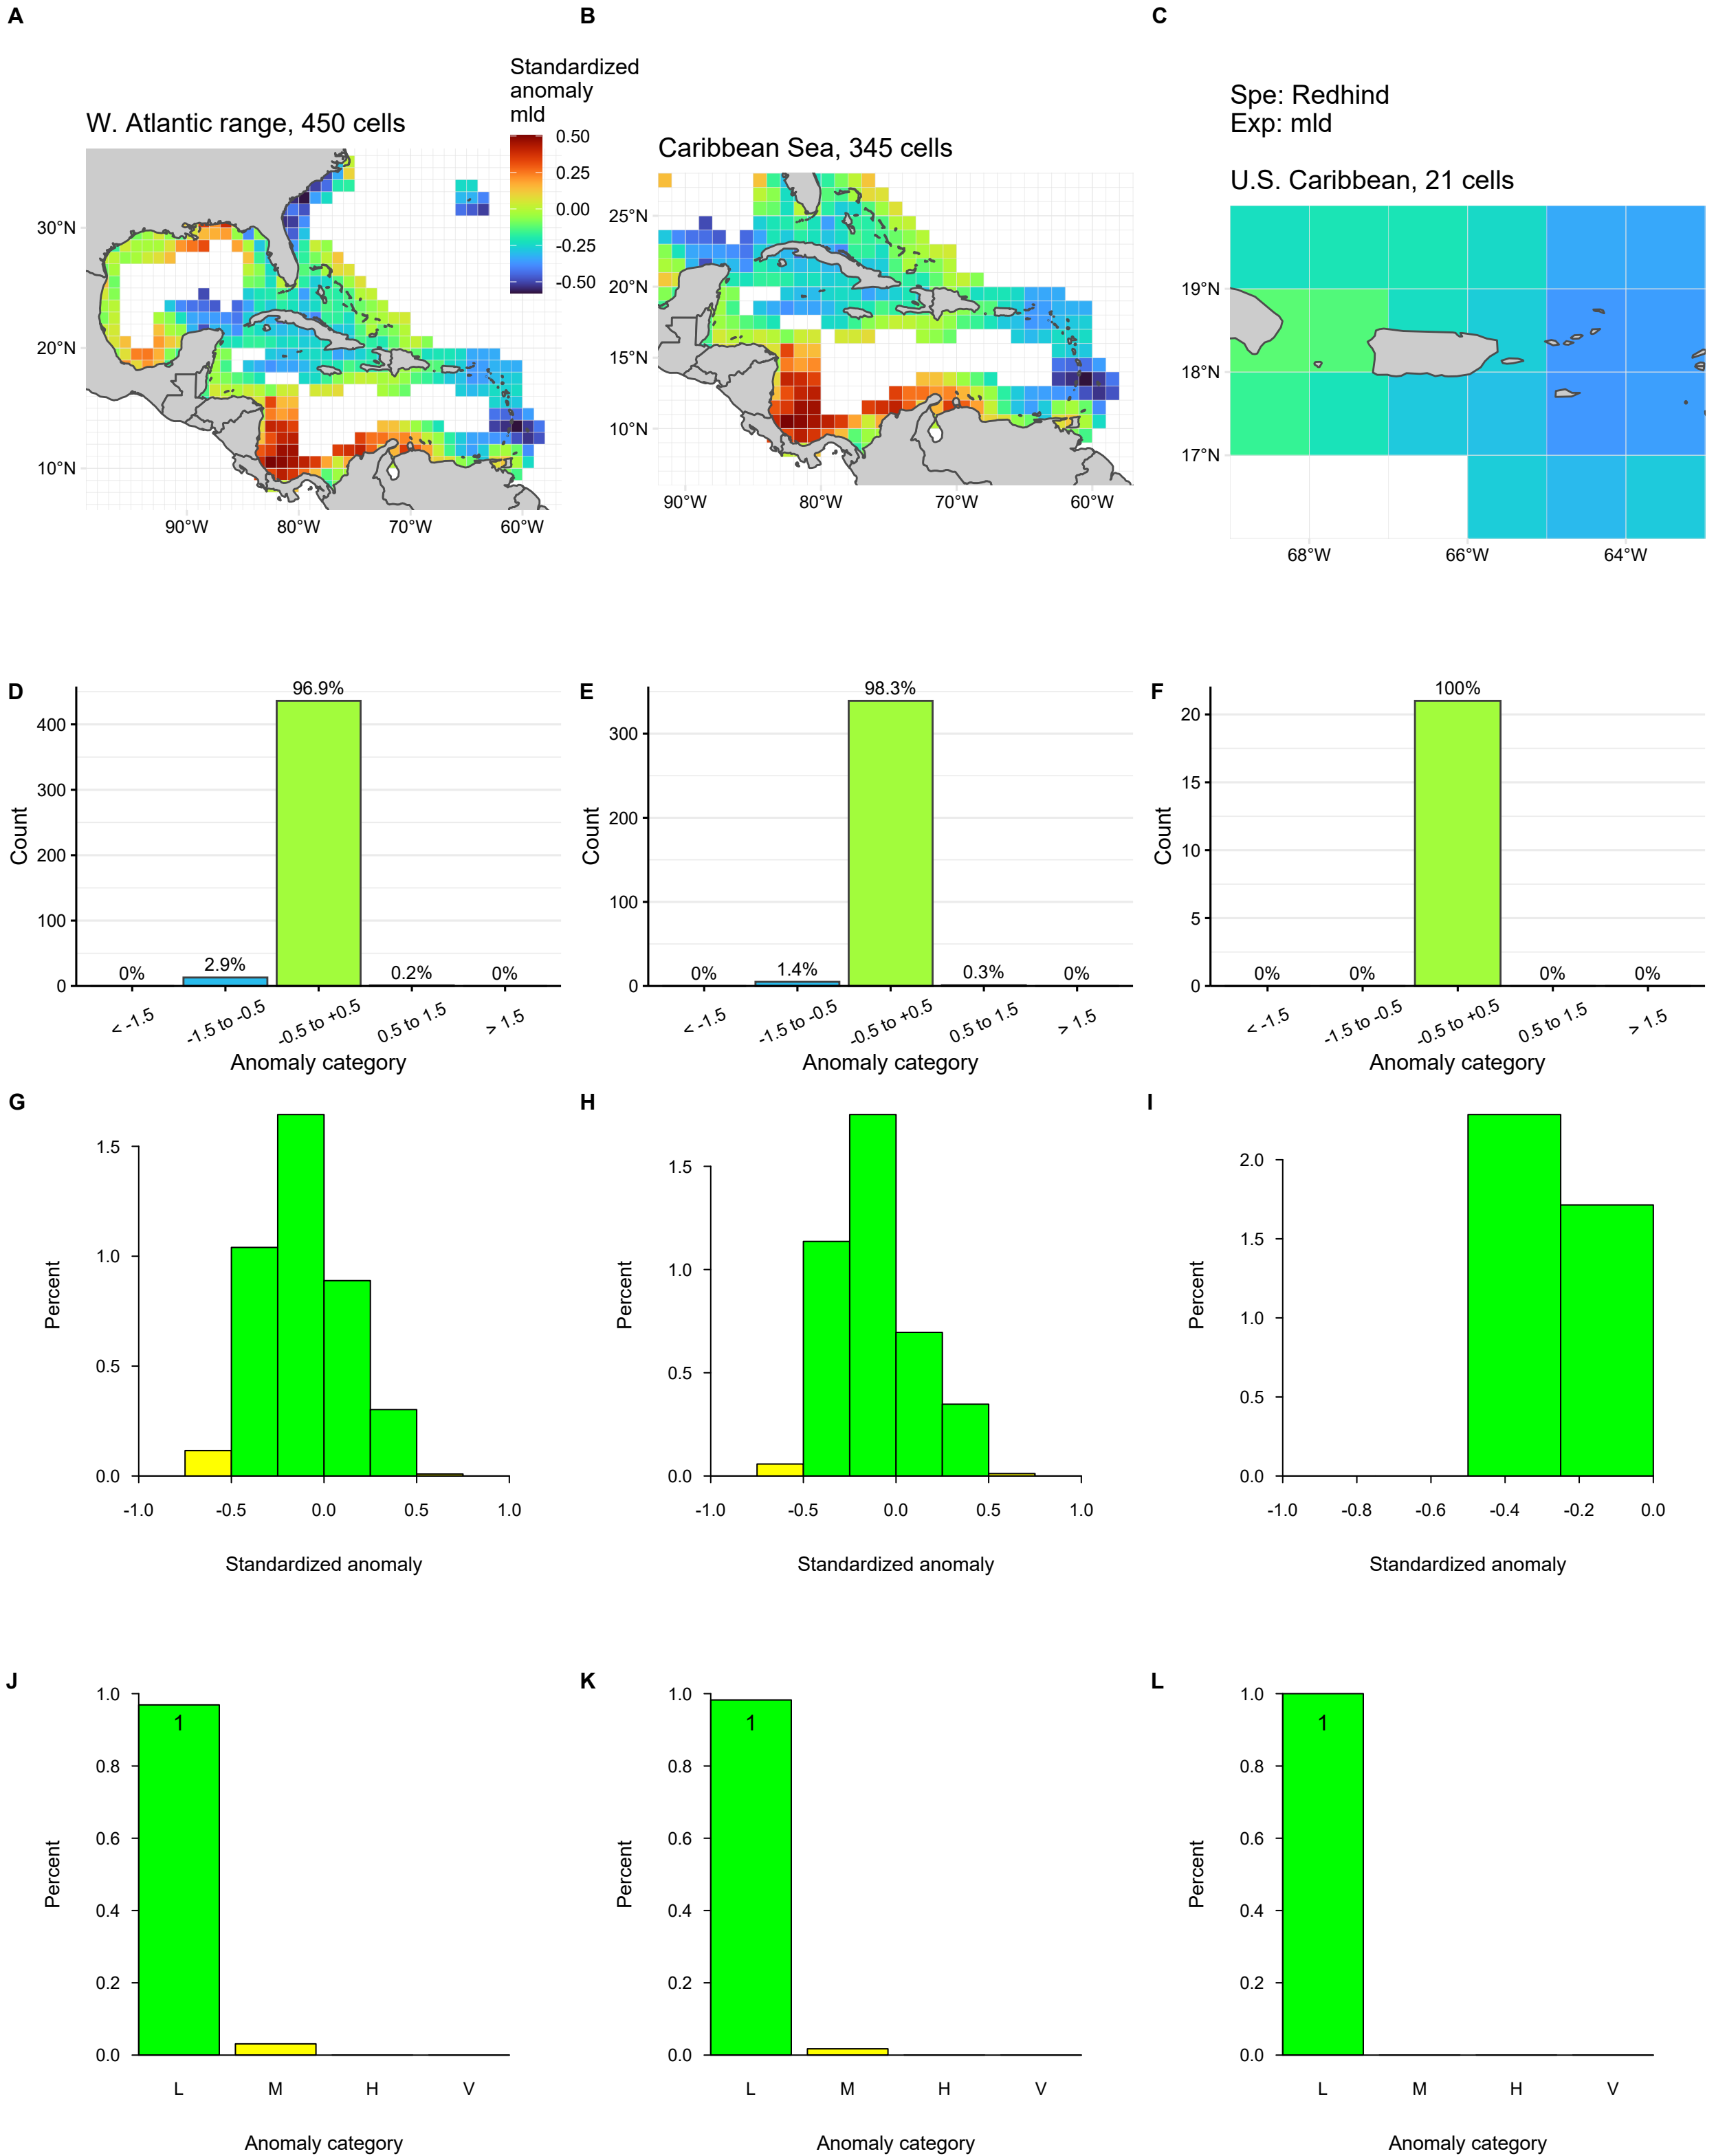 A
B
C
Standardized
anomaly
mld
0.50
0.25
0.00
-0.25
-0.50
W. Atlantic range, 450 cells
30°N
20°N
10°N
90°W
80°W
70°W
60°W
Caribbean Sea, 345 cells
25°N
20°N
15°N
10°N
90°W
80°W
70°W
60°W
Spe: Redhind
Exp: mld
U.S. Caribbean, 21 cells
19°N
18°N
17°N
68°W
66°W
64°W
D
Count
400
300
200
100
0
0%
2.9%
96.9%
0.2%
0%
< -1.5
-1.5 to -0.5
-0.5 to +0.5
0.5 to 1.5
> 1.5
Anomaly category
E
Count
300
200
100
0
0%
1.4%
98.3%
0.3%
0%
< -1.5
-1.5 to -0.5
-0.5 to +0.5
0.5 to 1.5
> 1.5
Anomaly category
F
Count
20
15
10
5
0
0%
0%
100%
0%
0%
< -1.5
-1.5 to -0.5
-0.5 to +0.5
0.5 to 1.5
> 1.5
Anomaly category
G
Percent
1.5
1.0
0.5
0.0
-1.0
-0.5
0.0
0.5
1.0
Standardized anomaly
H
Percent
1.5
1.0
0.5
0.0
-1.0
-0.5
0.0
0.5
1.0
Standardized anomaly
I
Percent
2.0
1.5
1.0
0.5
0.0
-1.0
-0.8
-0.6
-0.4
-0.2
0.0
Standardized anomaly
J
Percent
1.0
0.8
0.6
0.4
0.2
0.0
1
L
M
H
V
Anomaly category
K
Percent
1.0
0.8
0.6
0.4
0.2
0.0
1
L
M
H
V
Anomaly category
L
Percent
1.0
0.8
0.6
0.4
0.2
0.0
1
L
M
H
V
Anomaly category